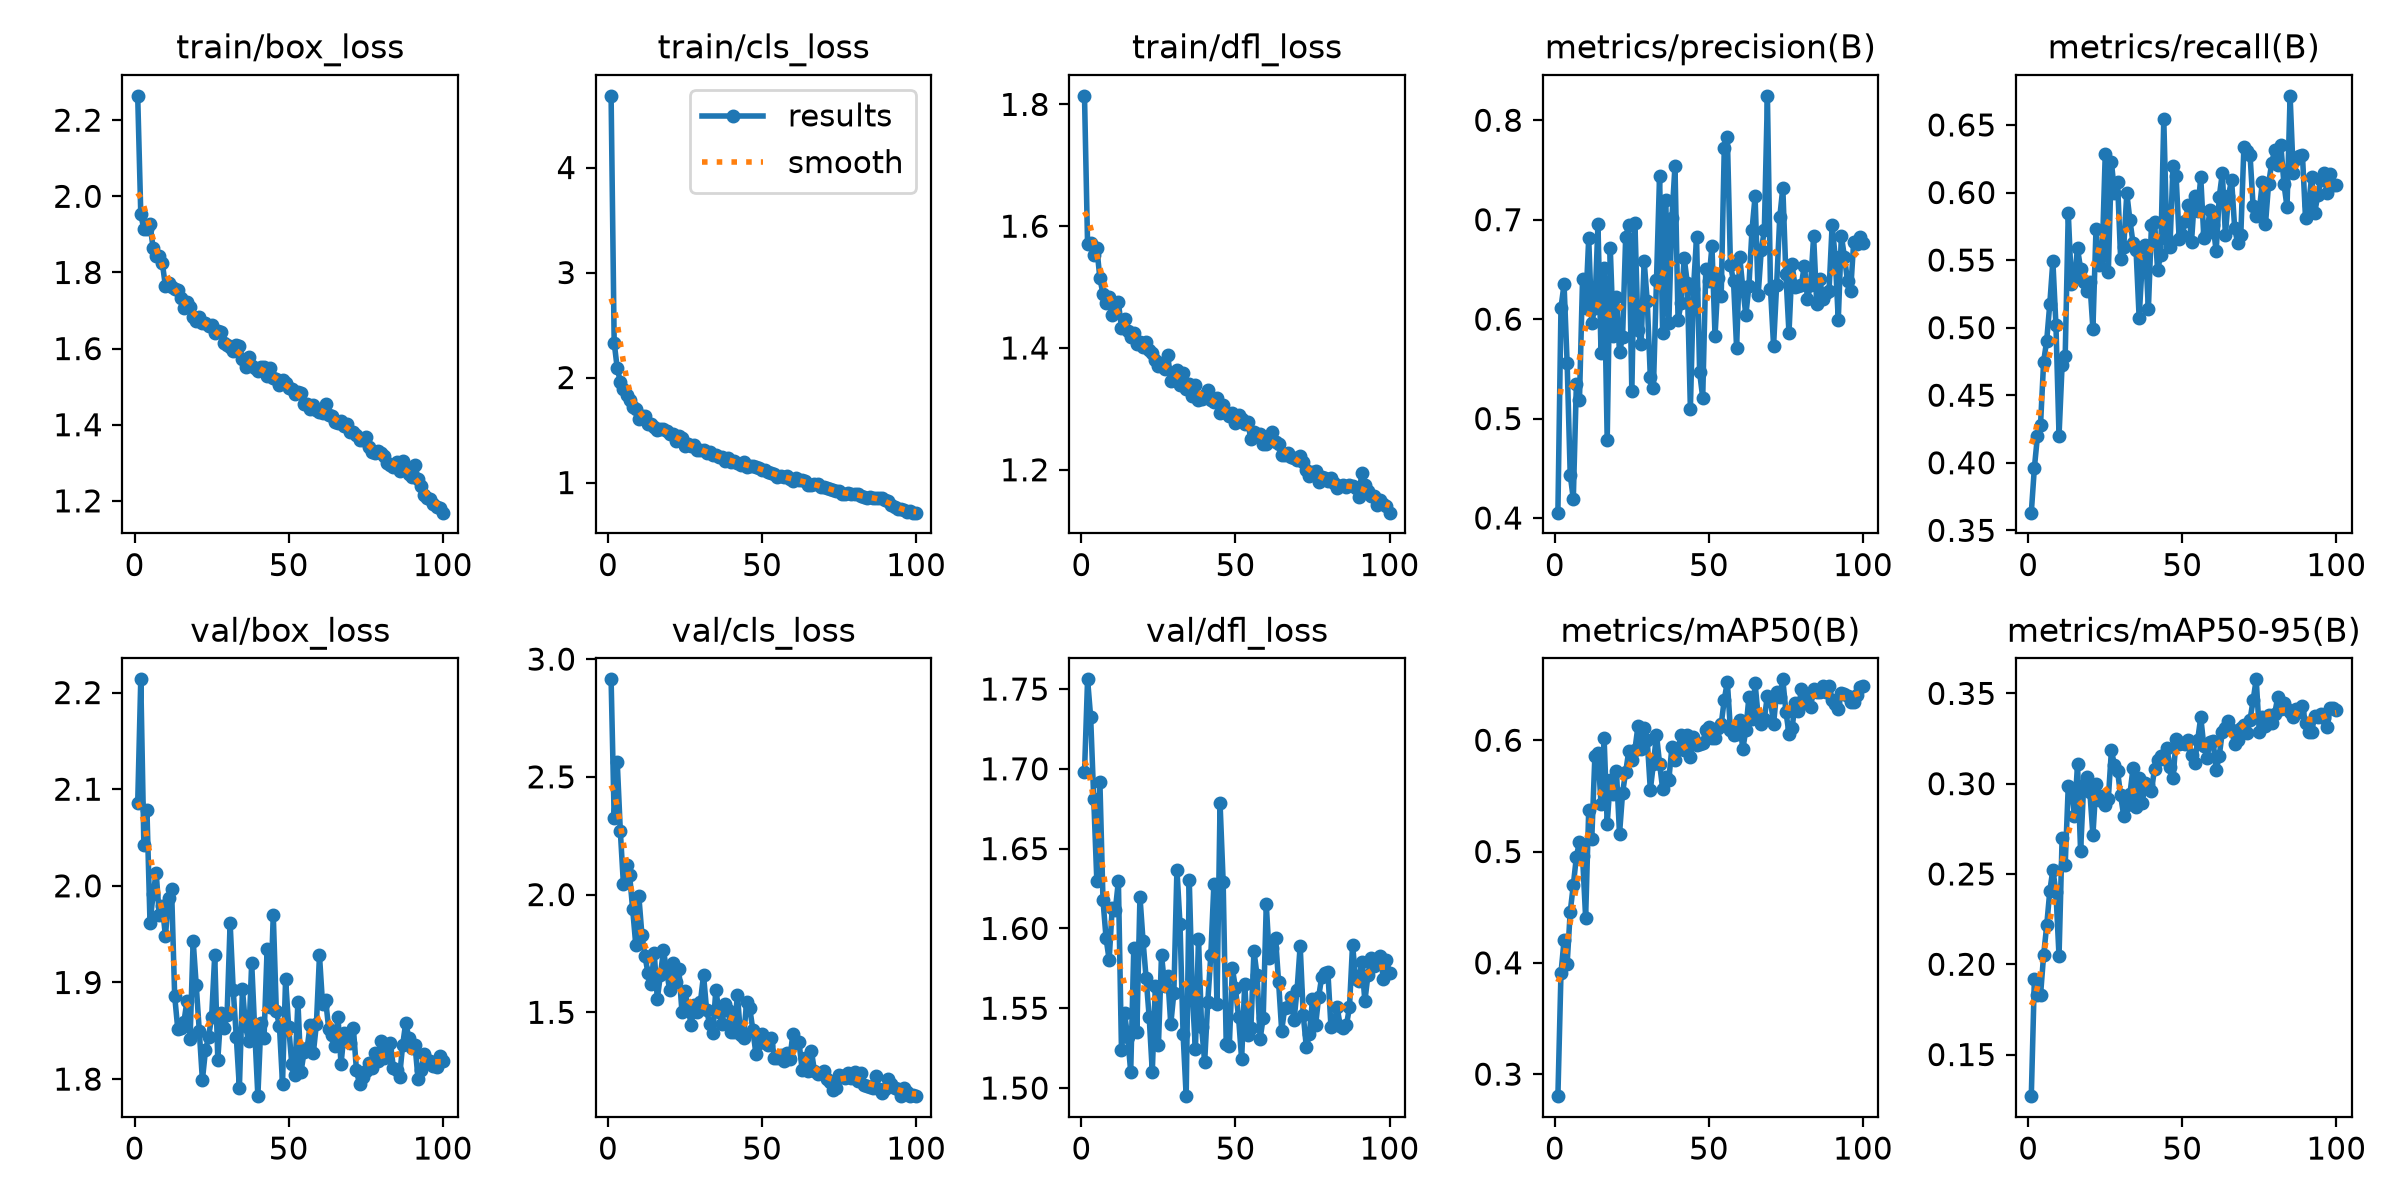 train/box_loss
2.2
2.0
1.8
1.6
1.4
1.2
0 50 100
train/cls_loss
results
smooth
4
3
2
1
0 50 100
train/dfl_loss
1.8
1.6
1.4
1.2
0 50 100
metrics/precision(B)
0.8
0.7
0.6
0.5
0.4
0 50 100
metrics/recall(B)
0.65
0.60
0.55
0.50
0.45
0.40
0.35
0 50 100
val/box_loss
2.2
2.1
2.0
1.9
1.8
0 50 100
val/cls_loss
3.0
2.5
2.0
1.5
0 50 100
val/dfl_loss
1.75
1.70
1.65
1.60
1.55
1.50
0 50 100
metrics/mAP50(B)
0.6
0.5
0.4
0.3
0 50 100
metrics/mAP50-95(B)
0.35
0.30
0.25
0.20
0.15
0 50 100